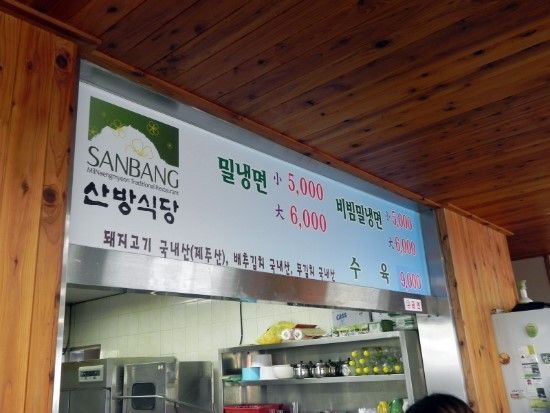 SANBANG
MilNaengmyeon Traditional Restaurant
산방식당
밀냉면 小 5,000
大 6,000
비빔밀냉면 小 5,000
大 6,000
수육 9,000
돼지고기 국내산(제주산), 배추김치 국내산, 무김치 국내산